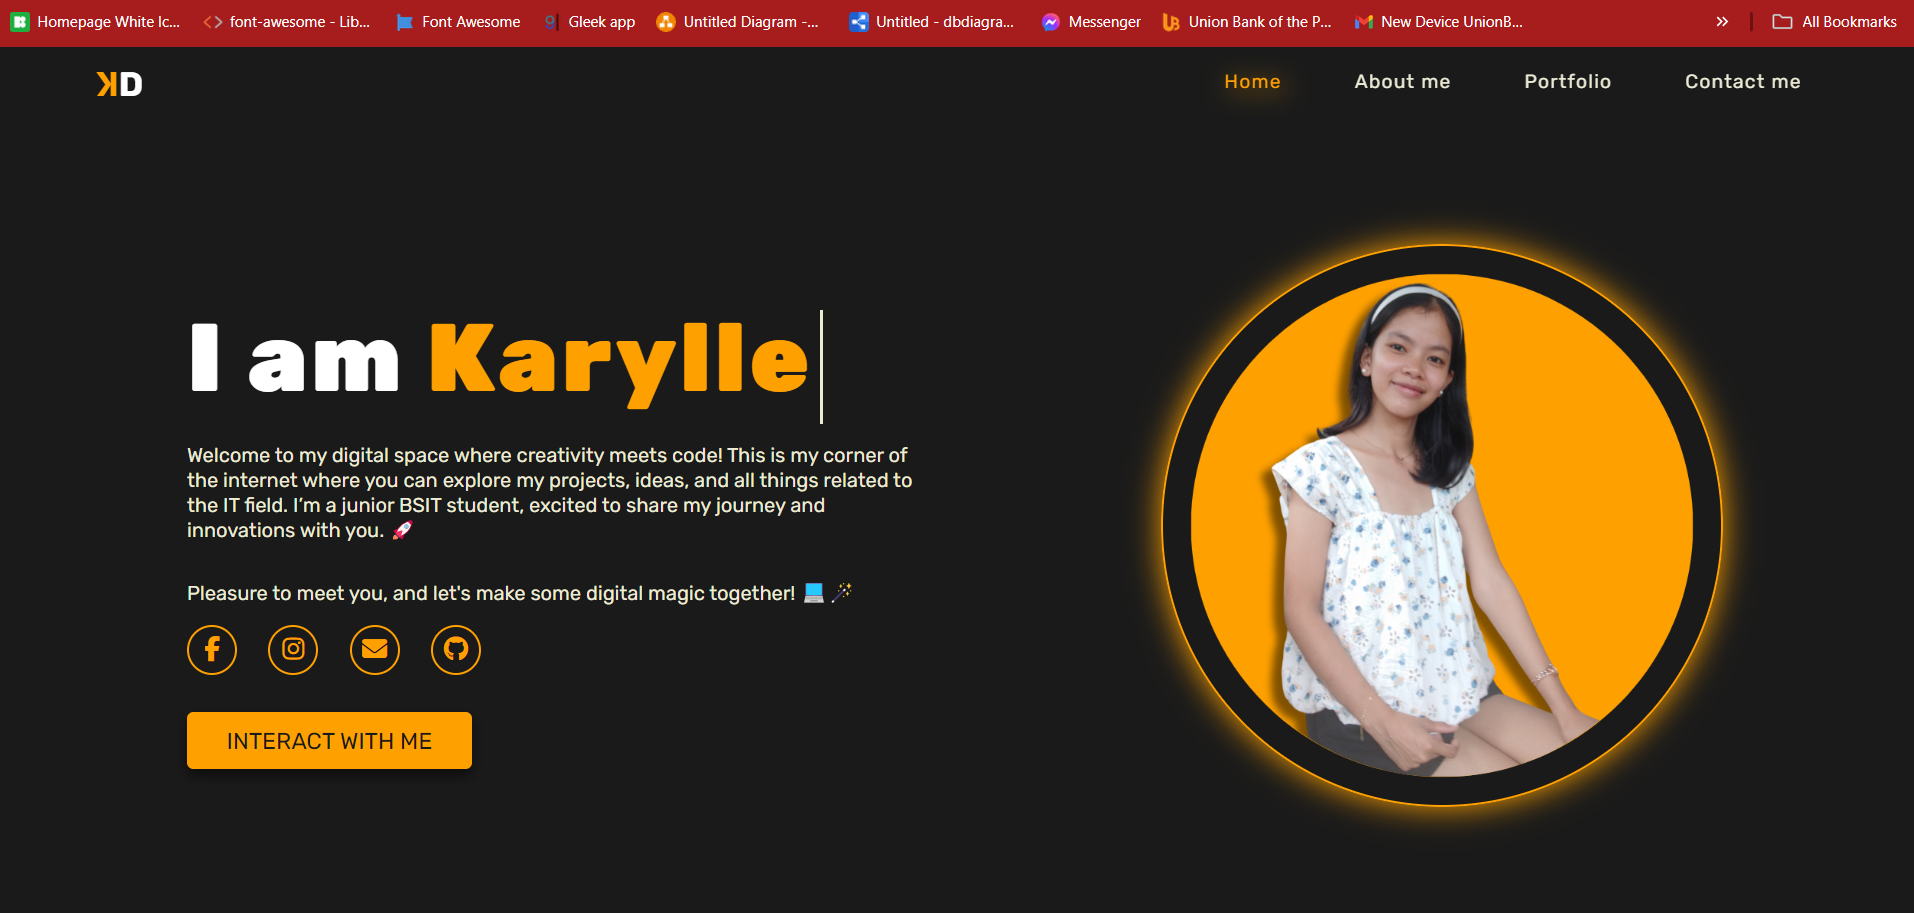 Homepage White Ic... font-awesome - Lib... Font Awesome Gleek app Untitled Diagram -... Untitled - dbdiagra... Messenger Union Bank of the P... New Device UnionB... » All Bookmarks
KD Home About me Portfolio Contact me
I am Karylle
Welcome to my digital space where creativity meets code! This is my corner of
the internet where you can explore my projects, ideas, and all things related to
the IT field. I’m a junior BSIT student, excited to share my journey and
innovations with you. 🚀
Pleasure to meet you, and let's make some digital magic together! 💻 🪄
INTERACT WITH ME